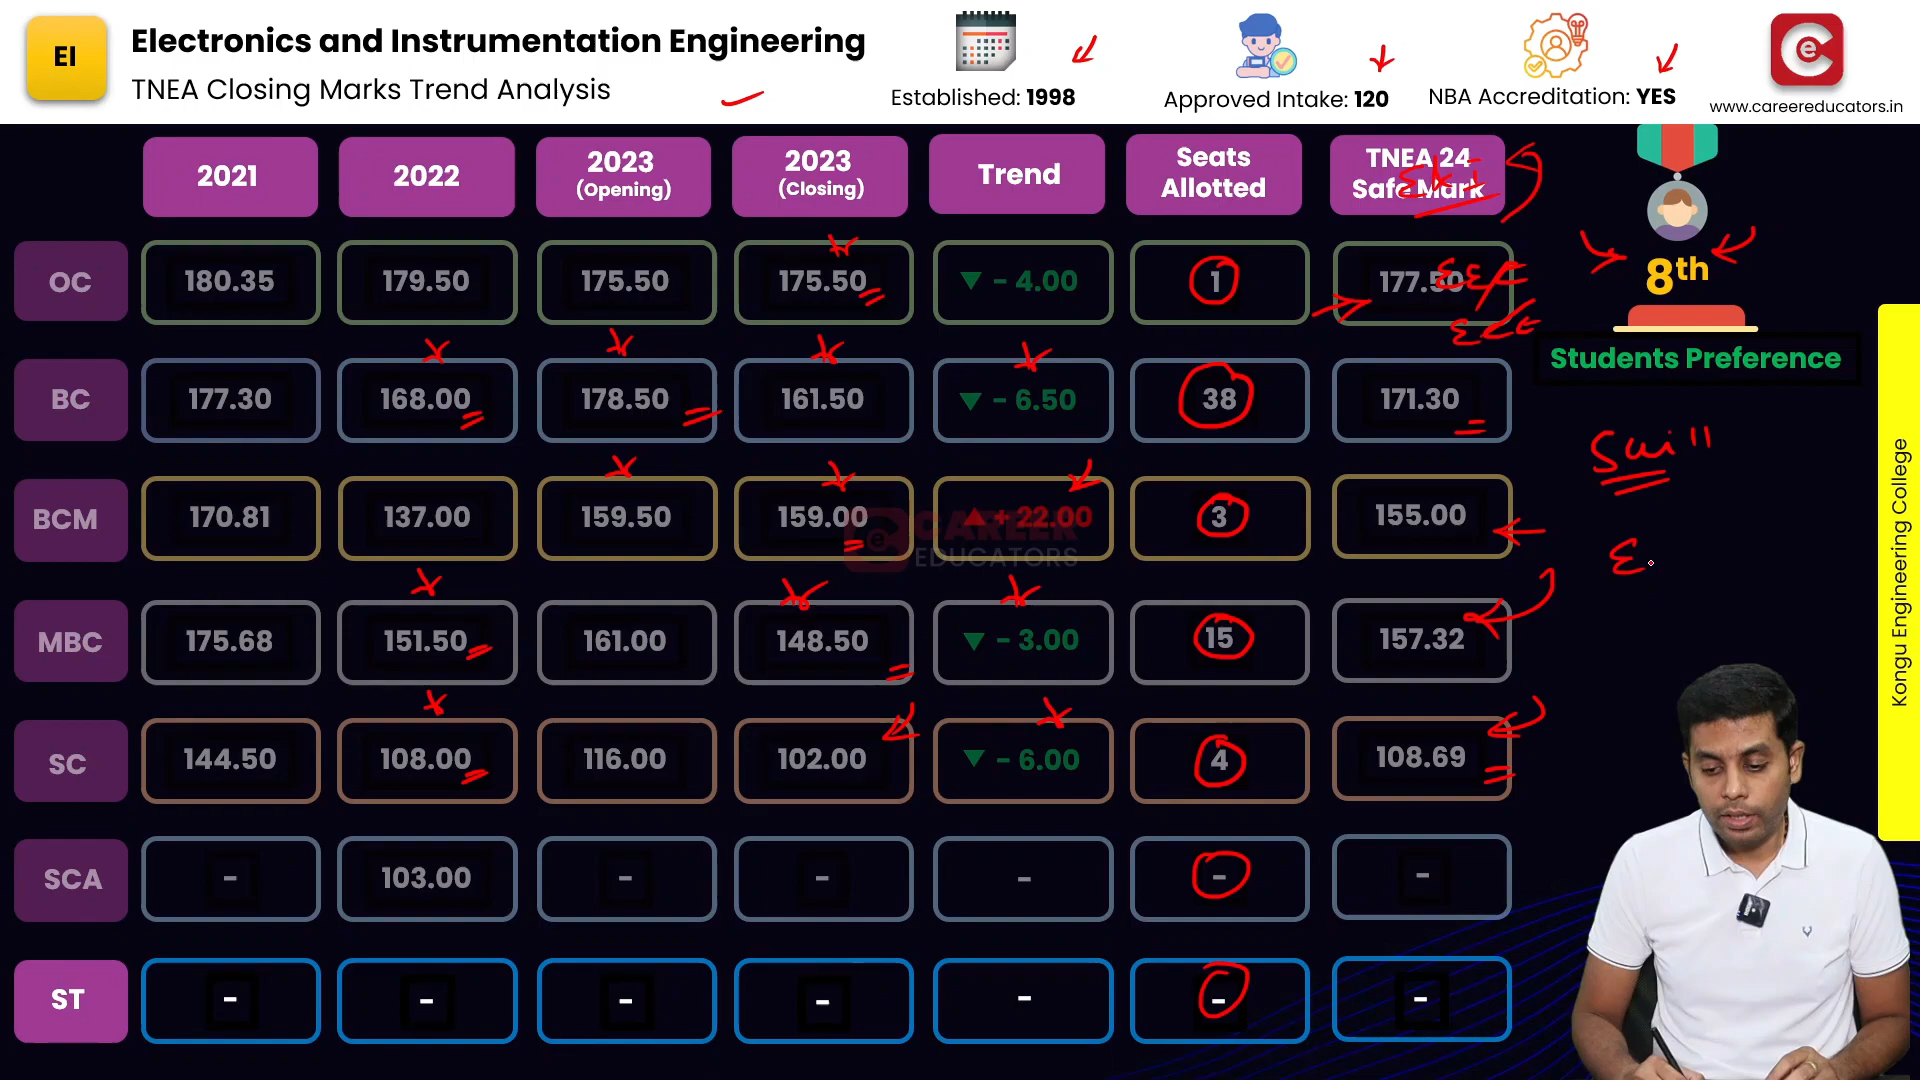 EI
Electronics and Instrumentation Engineering
TNEA Closing Marks Trend Analysis
Established: 1998
Approved Intake: 120
NBA Accreditation: YES
www.careereducators.in
2021
2022
2023
(Opening)
2023
(Closing)
Trend
Seats
Allotted
TNEA 24
Safe Mark
OC 180.35 179.50 175.50 175.50 ▼ - 4.00 1 177.50
BC 177.30 168.00 178.50 161.50 ▼ - 6.50 38 171.30
BCM 170.81 137.00 159.50 159.00 ▲ + 22.00 3 155.00
MBC 175.68 151.50 161.00 148.50 ▼ - 3.00 15 157.32
SC 144.50 108.00 116.00 102.00 ▼ - 6.00 4 108.69
SCA - 103.00 - - - - -
ST - - - - - - -
8th
Students Preference
CAREER
EDUCATORS
Kongu Engineering College